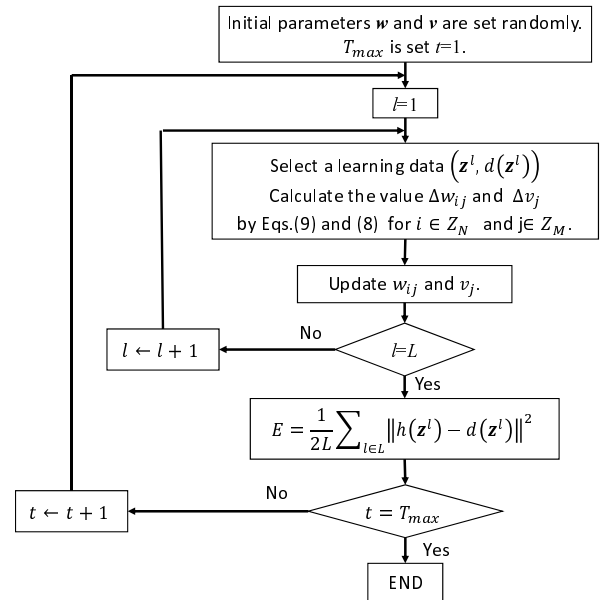 Initial parameters w and v are set randomly.
T_max is set t=1.
l=1
Select a learning data (z^l, d(z^l))
Calculate the value Δw_ij and Δv_j
by Eqs.(9) and (8) for i ∈ Z_N and j∈ Z_M.
Update w_ij and v_j.
No
l ← l + 1
l=L
Yes
E = 1/2L ∑_{l∈L} ‖h(z^l) − d(z^l)‖^2
No
t ← t + 1
t = T_max
Yes
END